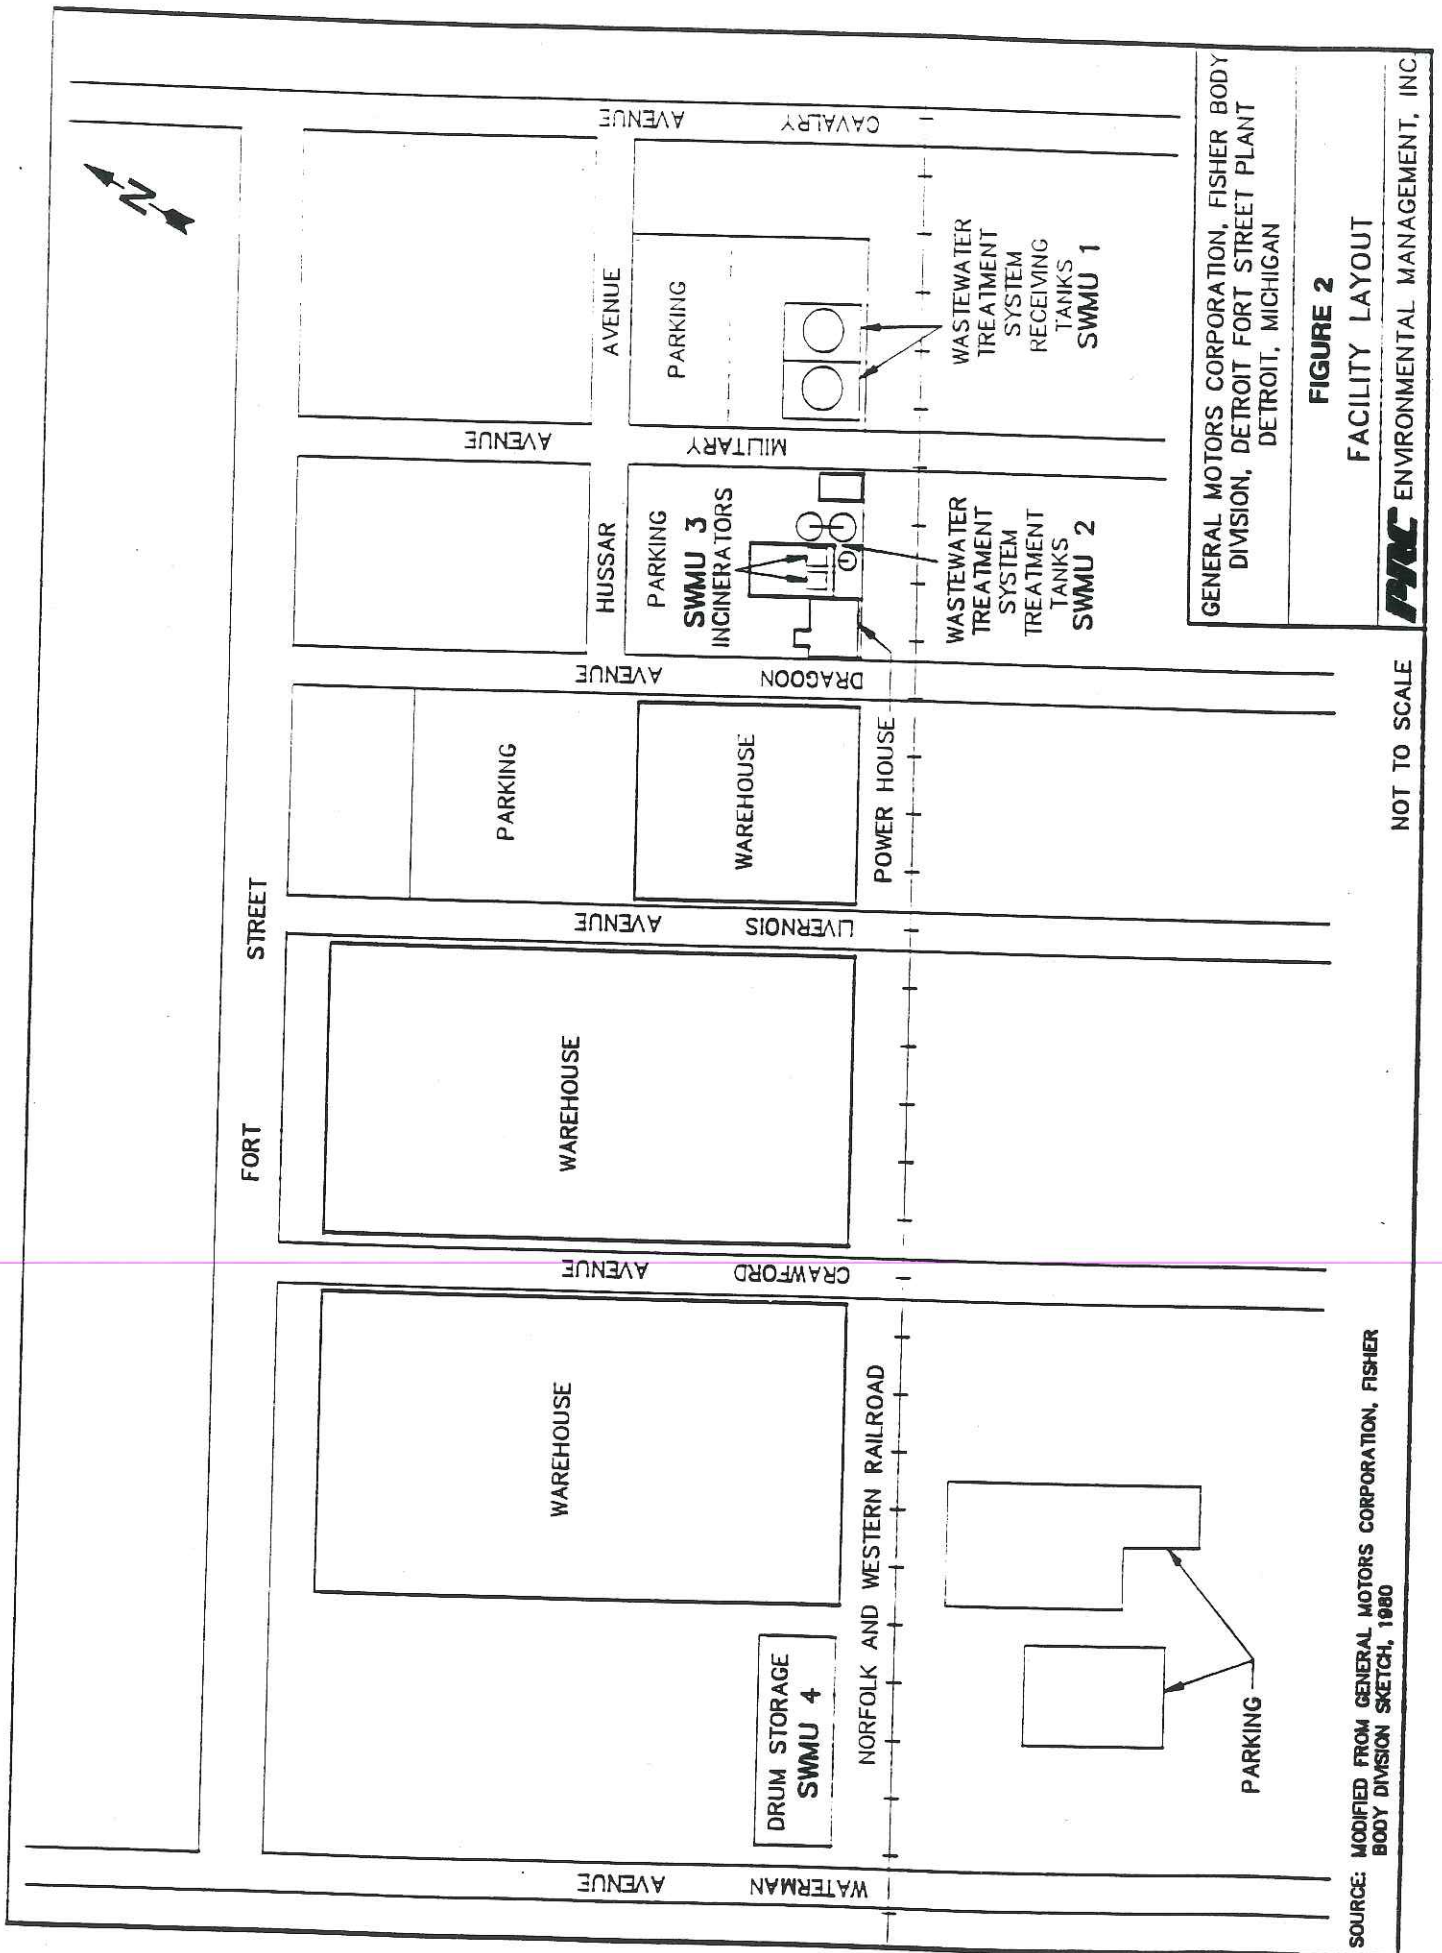 N
FORT
STREET
WATERMAN
AVENUE
CRAWFORD
AVENUE
LIVERNOIS
AVENUE
DRAGOON
AVENUE
MILITARY
AVENUE
CAVALRY
AVENUE
HUSSAR
AVENUE
WAREHOUSE
WAREHOUSE
PARKING
WAREHOUSE
PARKING
SWMU 3
INCINERATORS
PARKING
DRUM STORAGE
SWMU 4
NORFOLK AND WESTERN RAILROAD
POWER HOUSE
WASTEWATER
TREATMENT
SYSTEM
TREATMENT
TANKS
SWMU 2
WASTEWATER
TREATMENT
SYSTEM
RECEIVING
TANKS
SWMU 1
PARKING
SOURCE: MODIFIED FROM GENERAL MOTORS CORPORATION, FISHER
BODY DIVISION SKETCH, 1980
NOT TO SCALE
GENERAL MOTORS CORPORATION, FISHER BODY
DIVISION, DETROIT FORT STREET PLANT
DETROIT, MICHIGAN
FIGURE 2
FACILITY LAYOUT
PRC ENVIRONMENTAL MANAGEMENT, INC.